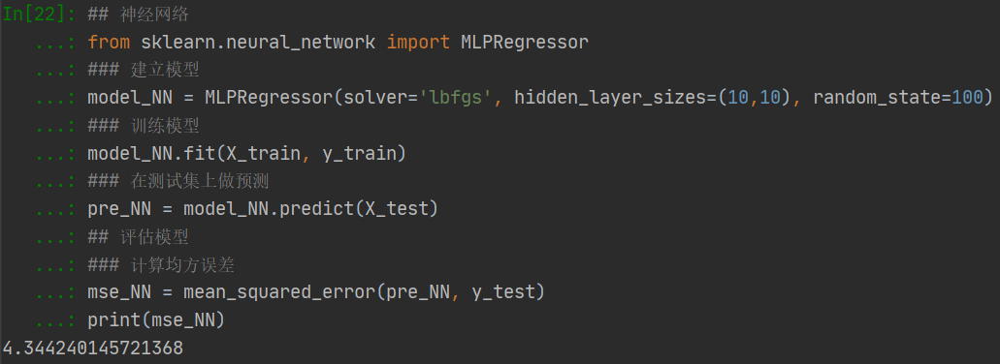 In[22]: ## 神经网络
   ...: from sklearn.neural_network import MLPRegressor
   ...: ### 建立模型
   ...: model_NN = MLPRegressor(solver='lbfgs', hidden_layer_sizes=(10,10), random_state=100)
   ...: ### 训练模型
   ...: model_NN.fit(X_train, y_train)
   ...: ### 在测试集上做预测
   ...: pre_NN = model_NN.predict(X_test)
   ...: ## 评估模型
   ...: ### 计算均方误差
   ...: mse_NN = mean_squared_error(pre_NN, y_test)
   ...: print(mse_NN)
4.344240145721368